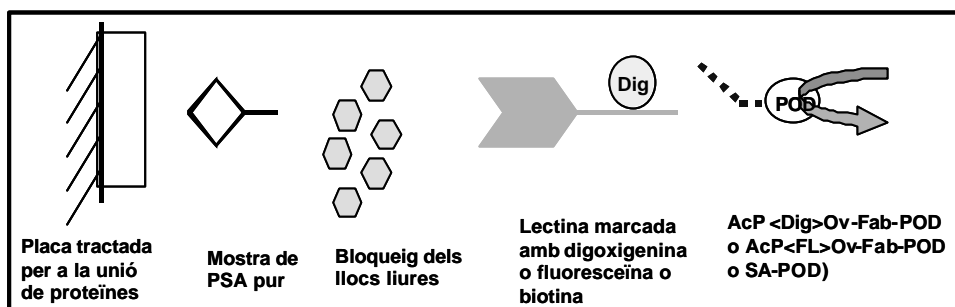 Dig
POD
Placa tractada
per a la unió
de proteïnes
Mostra de
PSA pur
Bloqueig dels
llocs lliures
Lectina marcada
amb digoxigenina
o fluoresceïna o
biotina
AcP <Dig>Ov-Fab-POD
o AcP<FL>Ov-Fab-POD
o SA-POD)